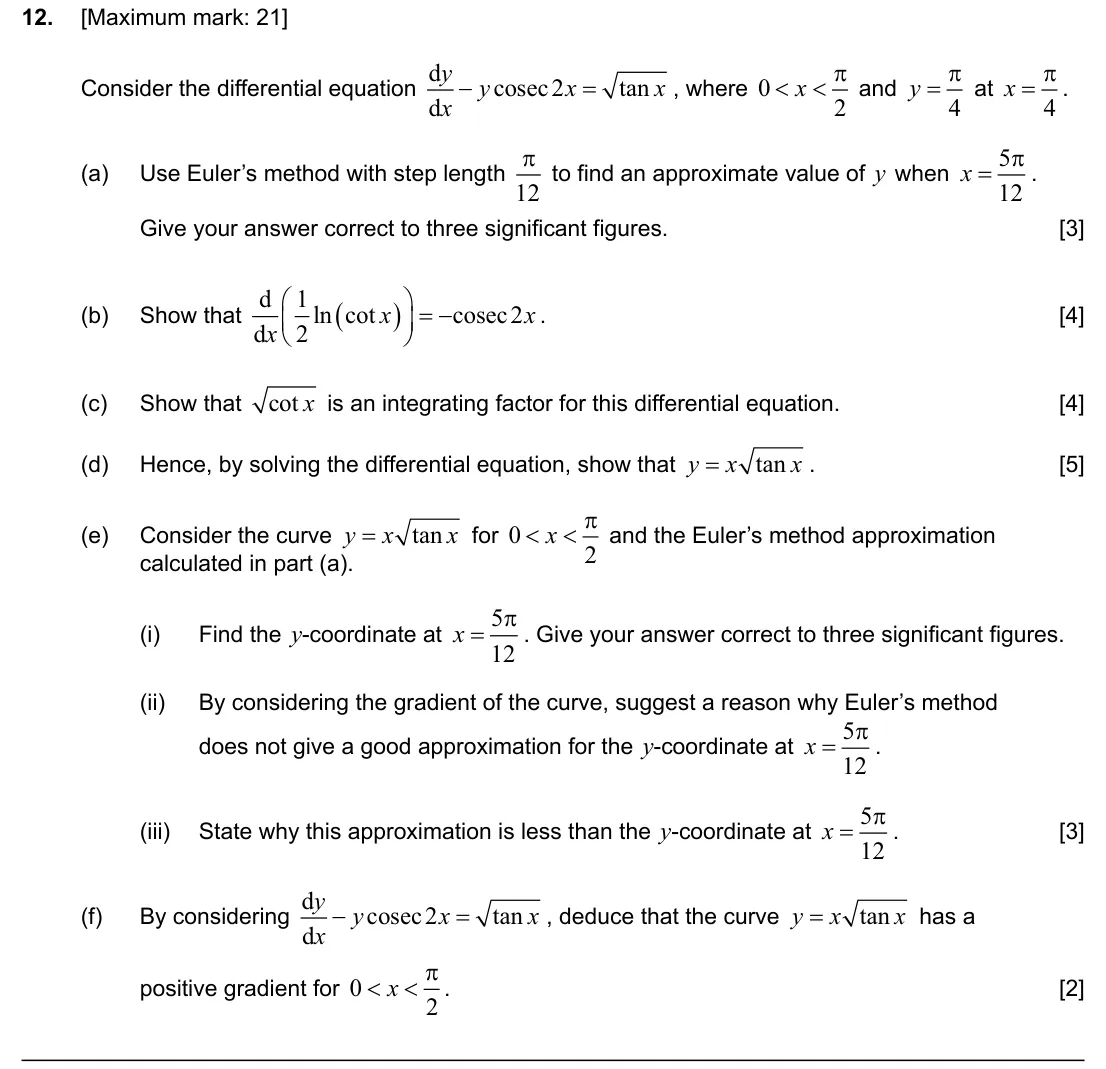 12. [Maximum mark: 21]
Consider the differential equation dy/dx − y cosec 2x = √(tan x), where 0 < x < π/2 and y = π/4 at x = π/4.
(a) Use Euler’s method with step length π/12 to find an approximate value of y when x = 5π/12.
Give your answer correct to three significant figures. [3]
(b) Show that d/dx(1/2 ln(cot x)) = −cosec 2x. [4]
(c) Show that √(cot x) is an integrating factor for this differential equation. [4]
(d) Hence, by solving the differential equation, show that y = x√(tan x). [5]
(e) Consider the curve y = x√(tan x) for 0 < x < π/2 and the Euler’s method approximation
calculated in part (a).
(i) Find the y-coordinate at x = 5π/12. Give your answer correct to three significant figures.
(ii) By considering the gradient of the curve, suggest a reason why Euler’s method
does not give a good approximation for the y-coordinate at x = 5π/12.
(iii) State why this approximation is less than the y-coordinate at x = 5π/12. [3]
(f) By considering dy/dx − y cosec 2x = √(tan x), deduce that the curve y = x√(tan x) has a
positive gradient for 0 < x < π/2. [2]